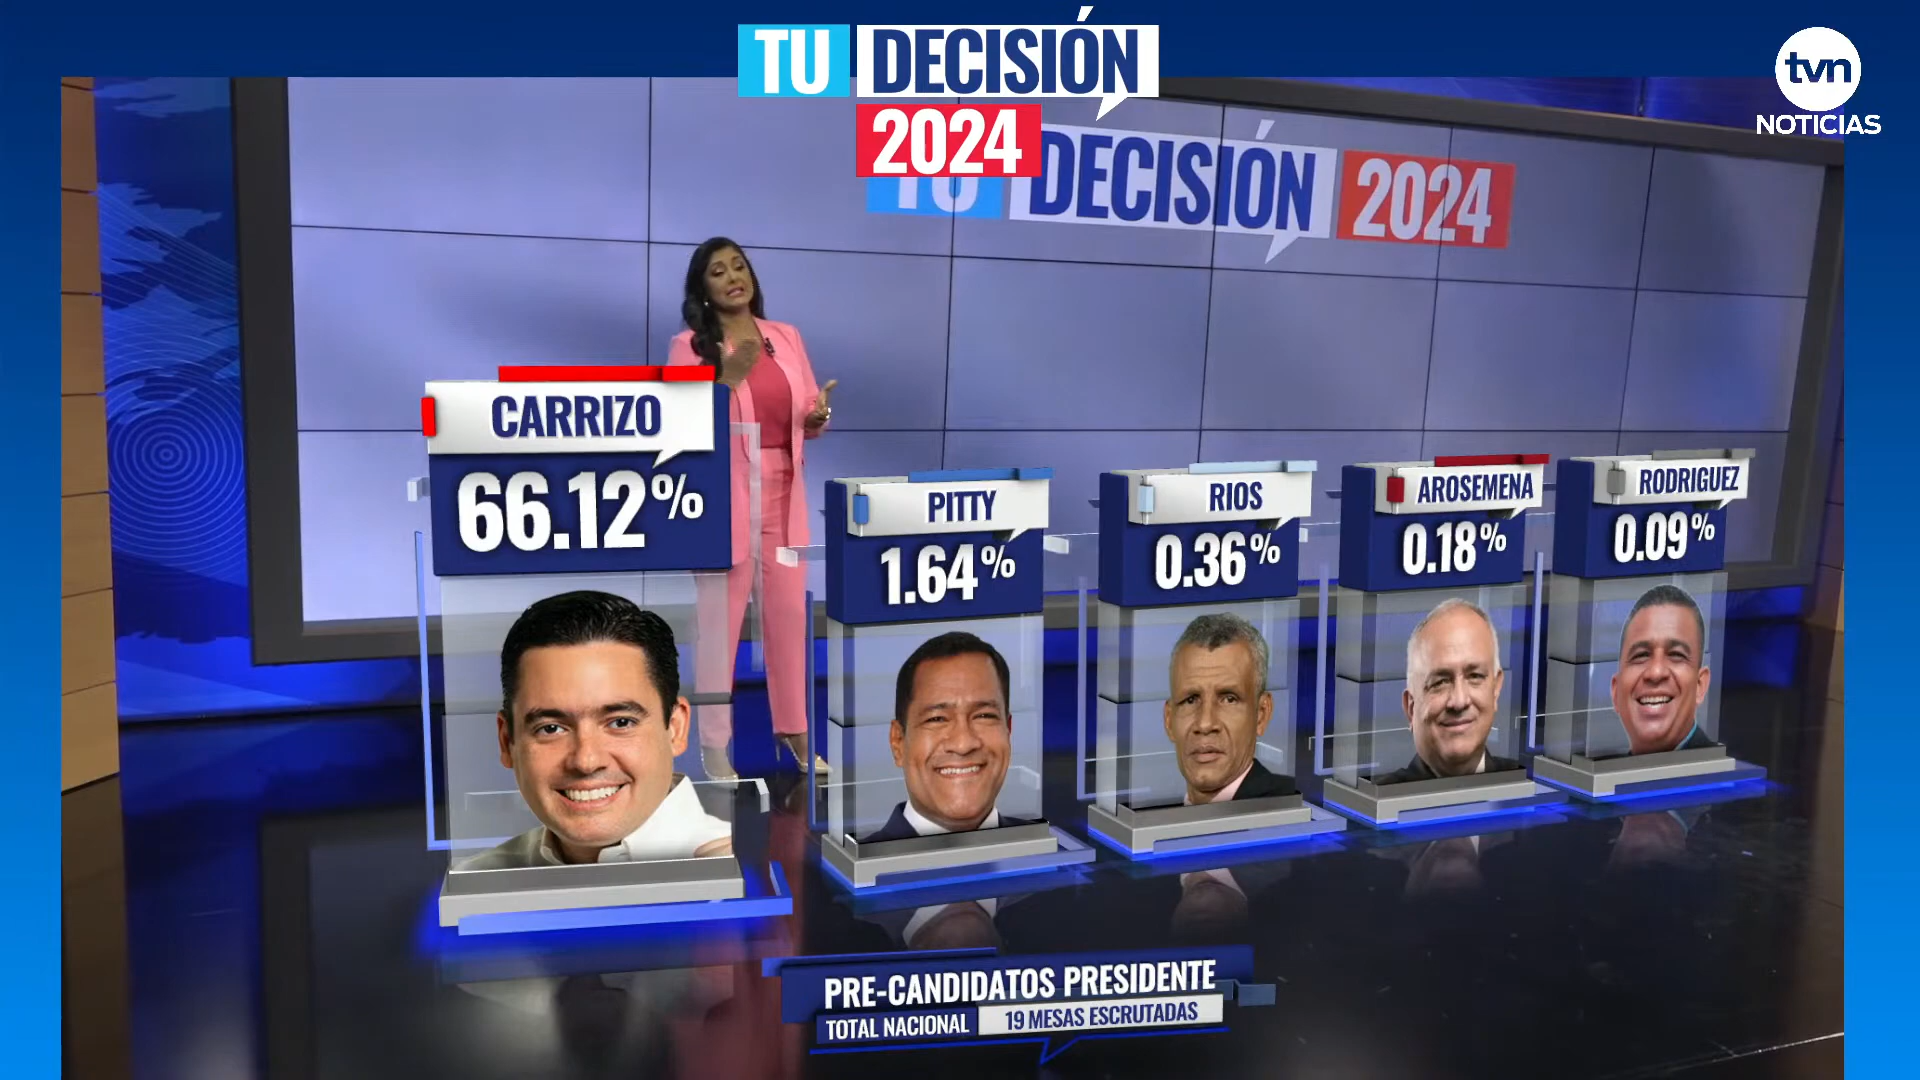 TU DECISIÓN
2024
tvn
NOTICIAS
TU DECISIÓN 2024
CARRIZO
66.12%
PITTY
1.64%
RIOS
0.36%
AROSEMENA
0.18%
RODRIGUEZ
0.09%
PRE-CANDIDATOS PRESIDENTE
TOTAL NACIONAL 19 MESAS ESCRUTADAS